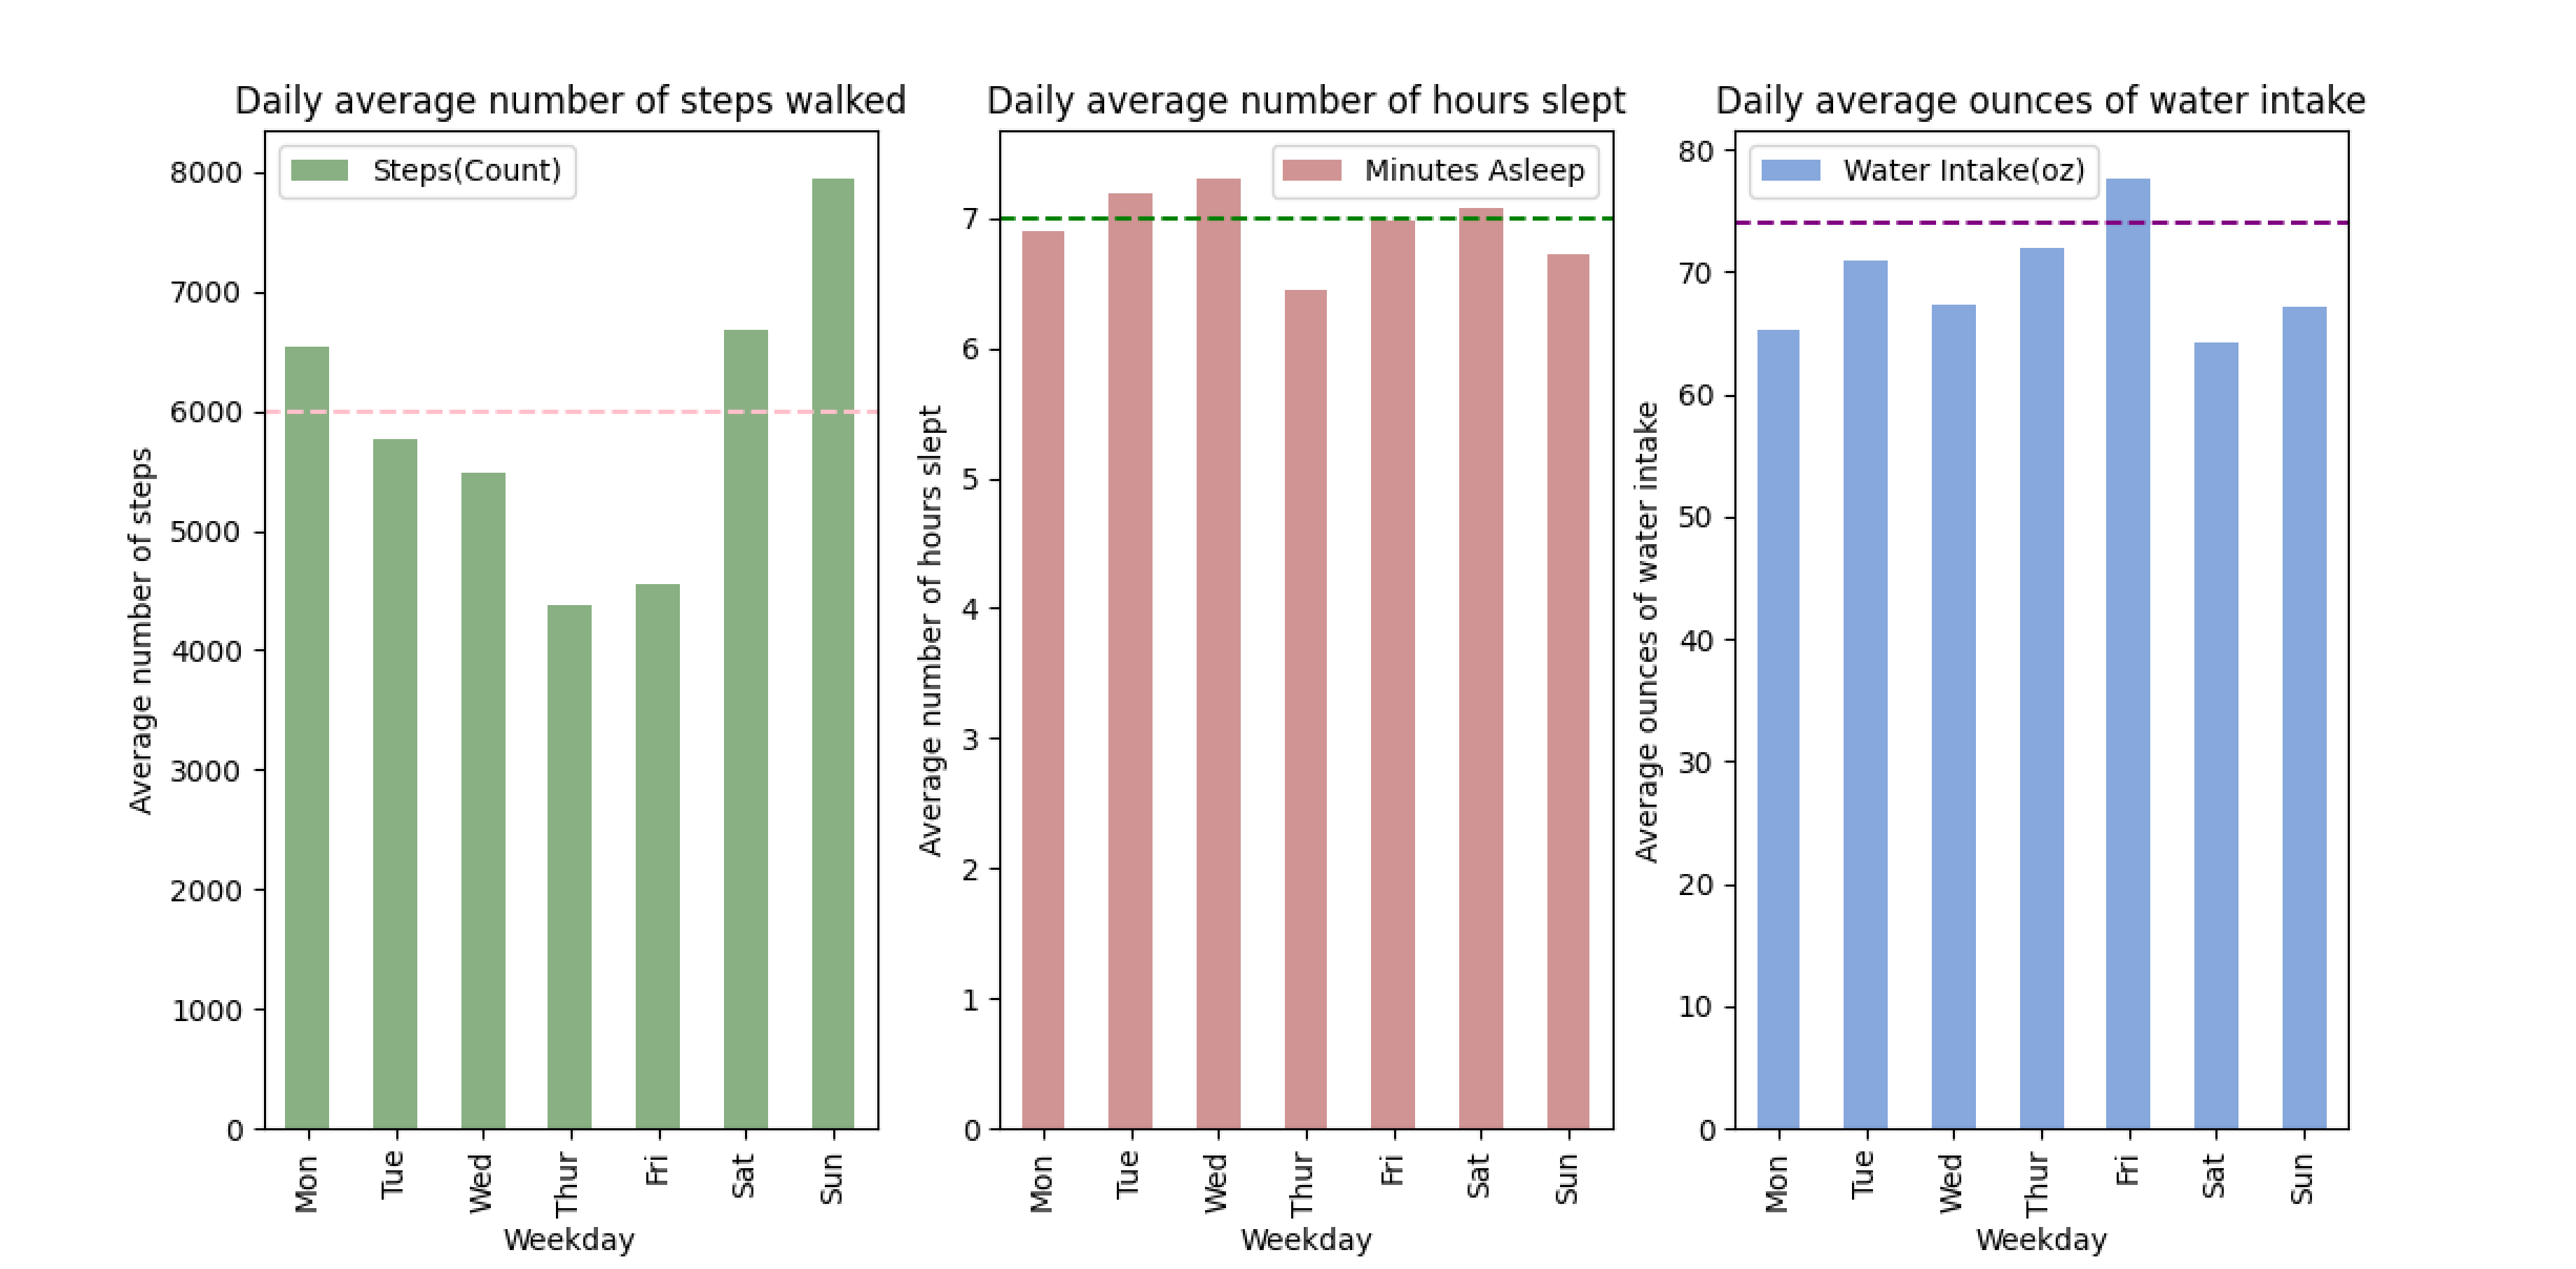 Daily average number of steps walked
Steps(Count)
8000
7000
6000
5000
4000
3000
2000
1000
0
Average number of steps
Mon
Tue
Wed
Thur
Fri
Sat
Sun
Weekday
Daily average number of hours slept
Minutes Asleep
7
6
5
4
3
2
1
0
Average number of hours slept
Mon
Tue
Wed
Thur
Fri
Sat
Sun
Weekday
Daily average ounces of water intake
Water Intake(oz)
80
70
60
50
40
30
20
10
0
Average ounces of water intake
Mon
Tue
Wed
Thur
Fri
Sat
Sun
Weekday